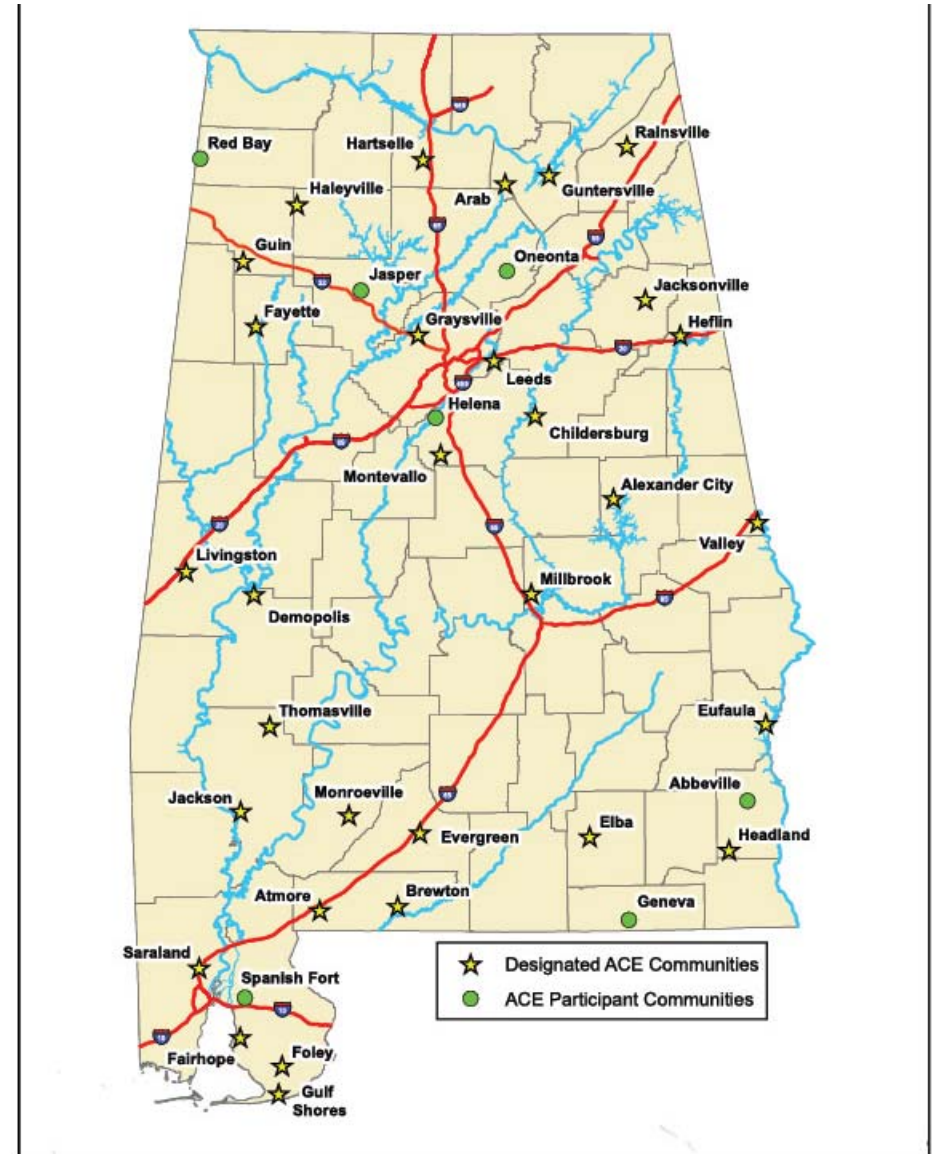 Rainsville
Red Bay
Hartselle
Arab
Guntersville
Haleyville
Guin
Oneonta
Jasper
Jacksonville
Fayette
Graysville
Heflin
Leeds
Helena
Childersburg
Montevallo
Alexander City
Valley
Livingston
Millbrook
Demopolis
Thomasville
Eufaula
Abbeville
Jackson
Monroeville
Elba
Evergreen
Headland
Atmore
Brewton
Geneva
Saraland
Spanish Fort
Designated ACE Communities
ACE Participant Communities
Fairhope
Foley
Gulf
Shores